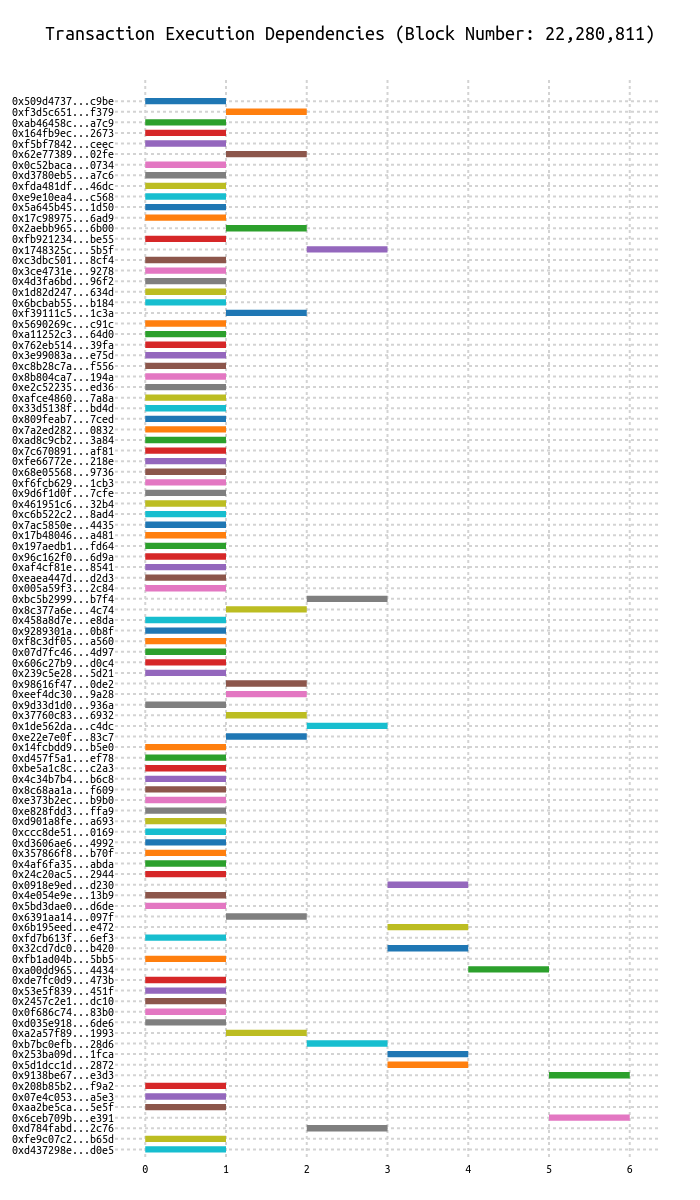 Transaction Execution Dependencies (Block Number: 22,280,811)
0x509d4737...c9be
0xf3d5c651...f379
0xab46458c...a7c9
0x164fb9ec...2673
0xf5bf7842...ceec
0x62e77389...02fe
0x0c52baca...0734
0xd3780eb5...a7c6
0xfda481df...46dc
0xe9e10ea4...c568
0x5a645b45...1d50
0x17c98975...6ad9
0x2aebb965...6b00
0xfb921234...be55
0x1748325c...5b5f
0xc3dbc501...8cf4
0x3ce4731e...9278
0x4d3fa6bd...96f2
0x1d82d247...634d
0x6bcbab55...b184
0xf39111c5...1c3a
0x5690269c...c91c
0xa11252c3...64d0
0x762eb514...39fa
0x3e99083a...e75d
0xc8b28c7a...f556
0x8b804ca7...194a
0xe2c52235...ed36
0xafce4860...7a8a
0x33d5138f...bd4d
0x809feab7...7ced
0x7a2ed282...0832
0xad8c9cb2...3a84
0x7c670891...af81
0xfe66772e...218e
0x68e05568...9736
0xf6fcb629...1cb3
0x9d6f1d0f...7cfe
0x461951c6...32b4
0xc6b522c2...8ad4
0x7ac5850e...4435
0x17b48046...a481
0x197aedb1...fd64
0x96c162f0...6d9a
0xaf4cf81e...8541
0xeaea447d...d2d3
0x005a59f3...2c84
0xbc5b2999...b7f4
0x8c377a6e...4c74
0x458a8d7e...e8da
0x9289301a...0b8f
0xf8c3df05...a560
0x07d7fc46...4d97
0x606c27b9...d0c4
0x239c5e28...5d21
0x98616f47...0de2
0xeef4dc30...9a28
0x9d33d1d0...936a
0x37760c83...6932
0x1de562da...c4dc
0xe22e7e0f...83c7
0x14fcbdd9...b5e0
0xd457f5a1...ef78
0xbe5a1c8c...c2a3
0x4c34b7b4...b6c8
0x8c68aa1a...f609
0xe373b2ec...b9b0
0xe828fdd3...ffa9
0xd901a8fe...a693
0xccc8de51...0169
0xd3606ae6...4992
0x357866f8...b70f
0x4af6fa35...abda
0x24c20ac5...2944
0x0918e9ed...d230
0x4e054e9e...13b9
0x5bd3dae0...d6de
0x6391aa14...097f
0x6b195eed...e472
0xfd7b613f...6ef3
0x32cd7dc0...b420
0xfb1ad04b...5bb5
0xa00dd965...4434
0xde7fc0d9...473b
0x53e5f839...451f
0x2457c2e1...dc10
0x0f686c74...83b0
0xd035e918...6de6
0xa2a57f89...1993
0xb7bc0efb...28d6
0x253ba09d...1fca
0x5d1dcc1d...2872
0x9138be67...e3d3
0x208b85b2...f9a2
0x07e4c053...a5e3
0xaa2be5ca...5e5f
0x6ceb709b...e391
0xd784fabd...2c76
0xfe9c07c2...b65d
0xd437298e...d0e5
0 1 2 3 4 5 6